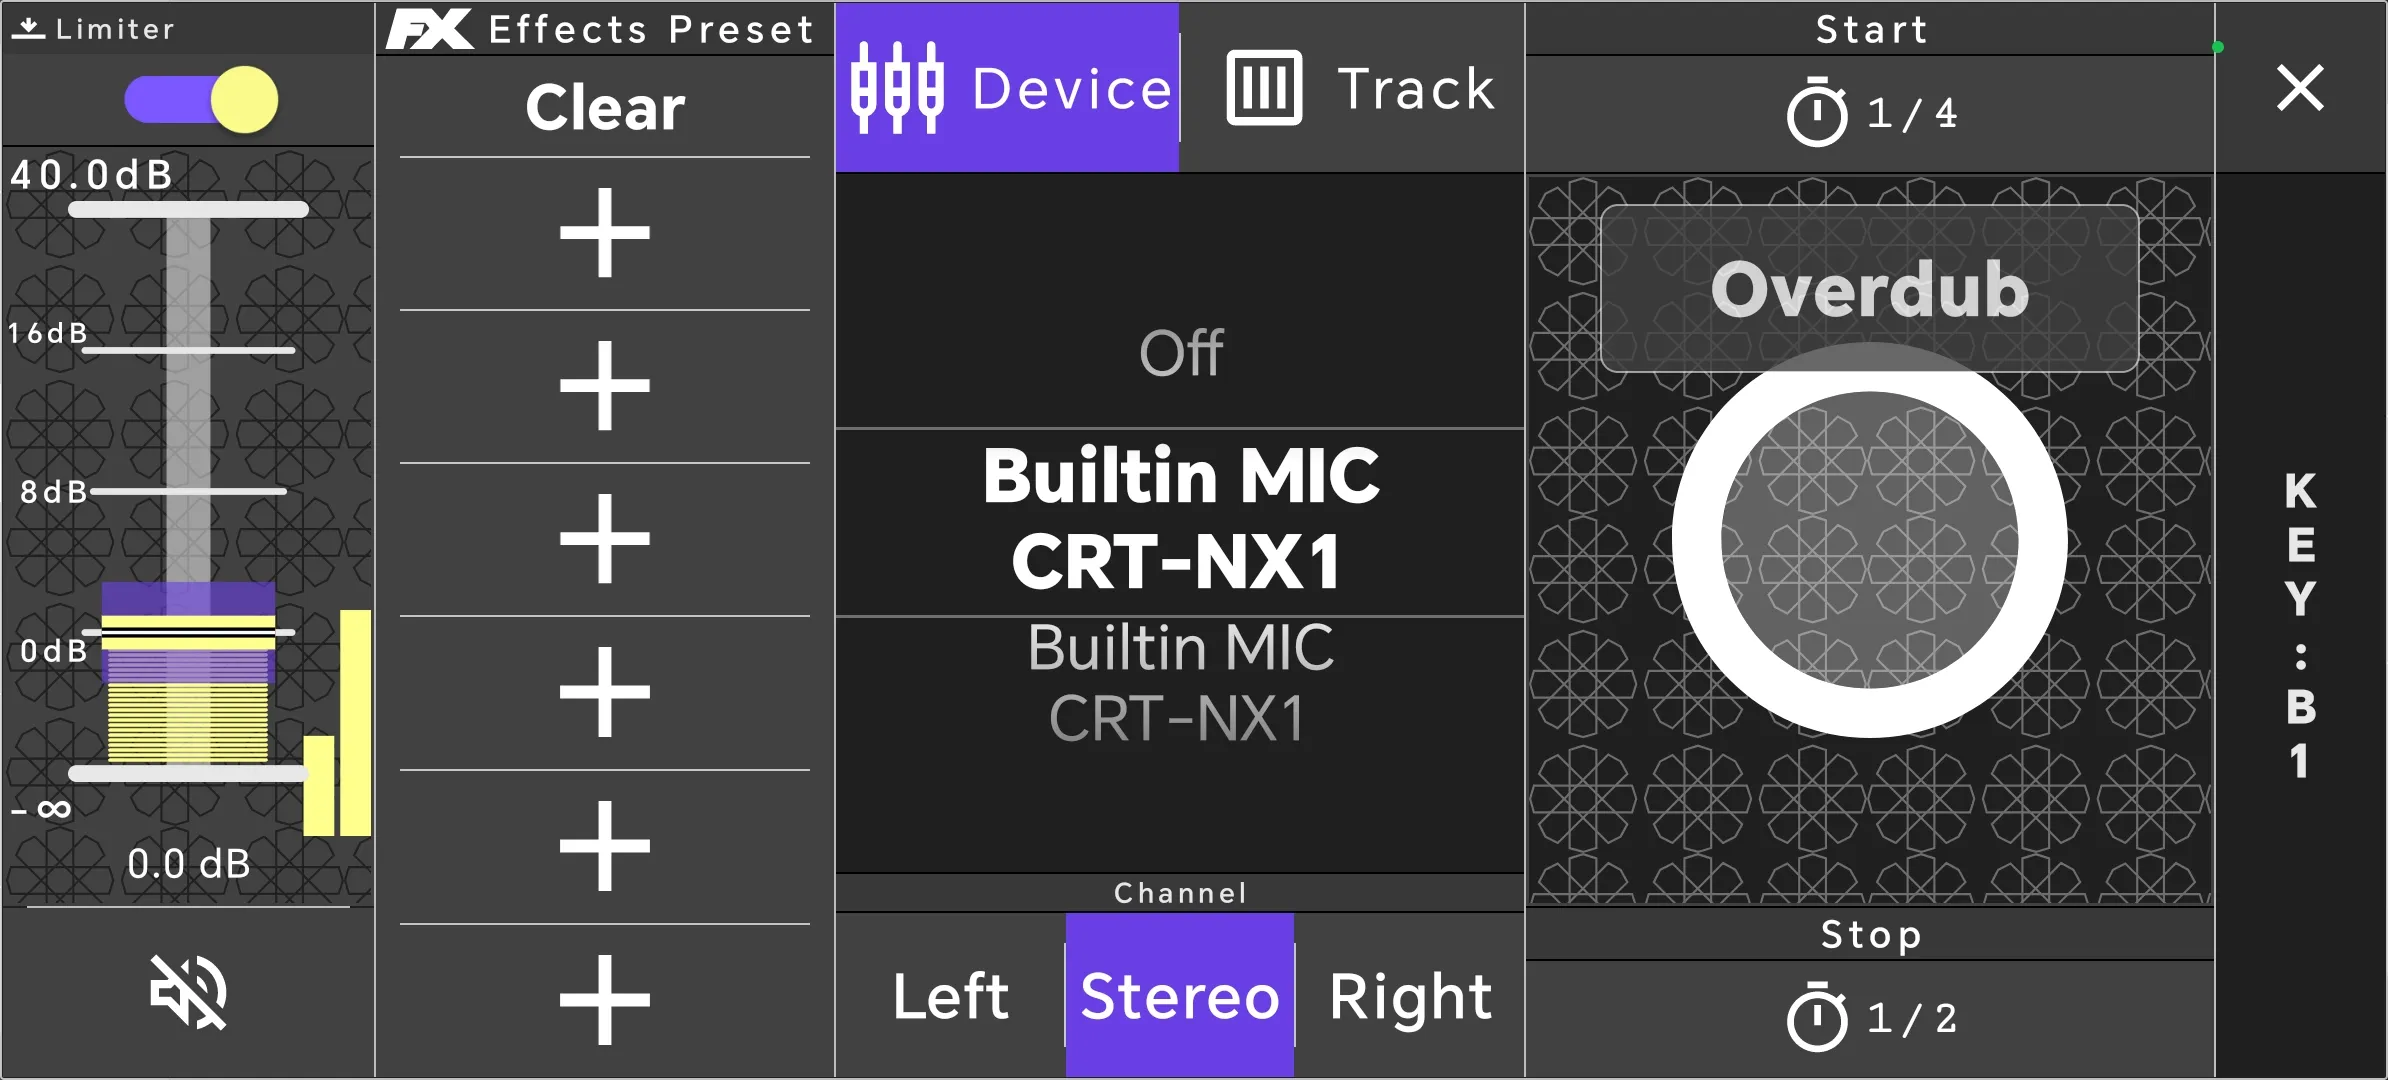 Limiter
40.0dB
16dB
8dB
0dB
-∞
0.0 dB
FX Effects Preset
Clear
Device
Track
Off
Builtin MIC
CRT-NX1
Builtin MIC
CRT-NX1
Channel
Left
Stereo
Right
Start
1/4
Overdub
Stop
1/2
KEY:B1